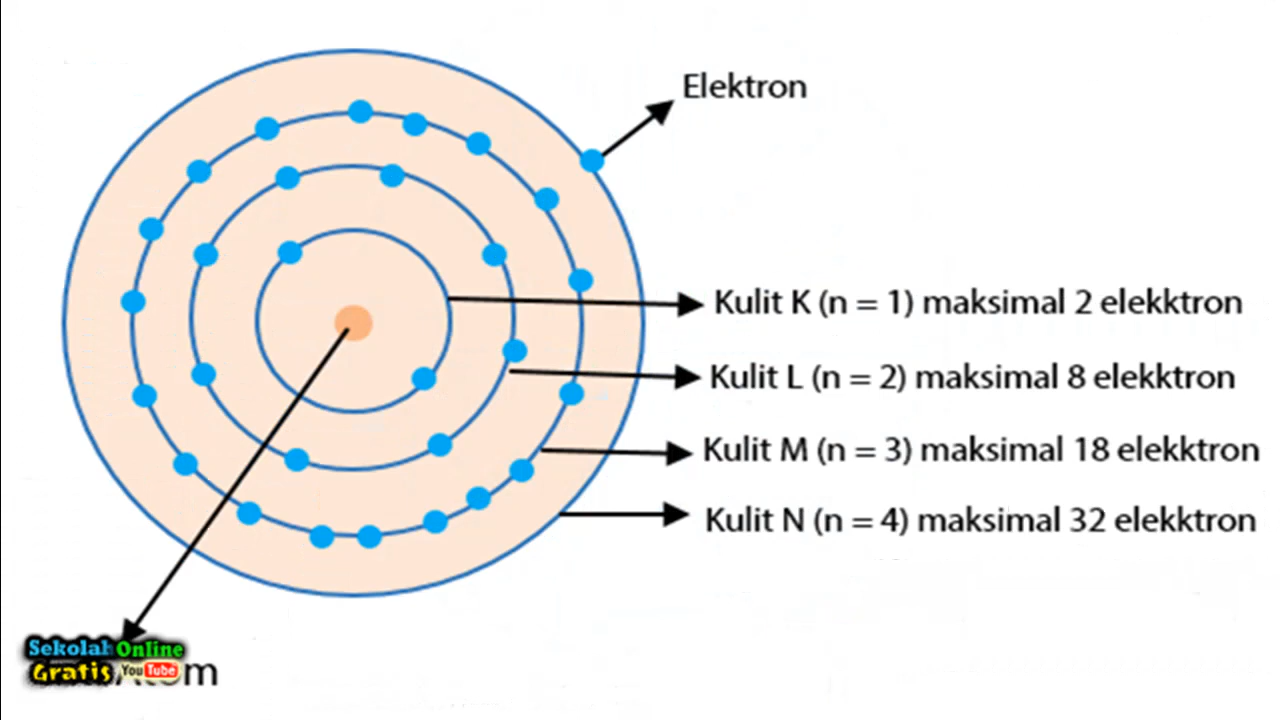 Elektron
Kulit K (n = 1) maksimal 2 elekktron
Kulit L (n = 2) maksimal 8 elekktron
Kulit M (n = 3) maksimal 18 elekktron
Kulit N (n = 4) maksimal 32 elekktron
Sekolah Online
Gratis YouTube